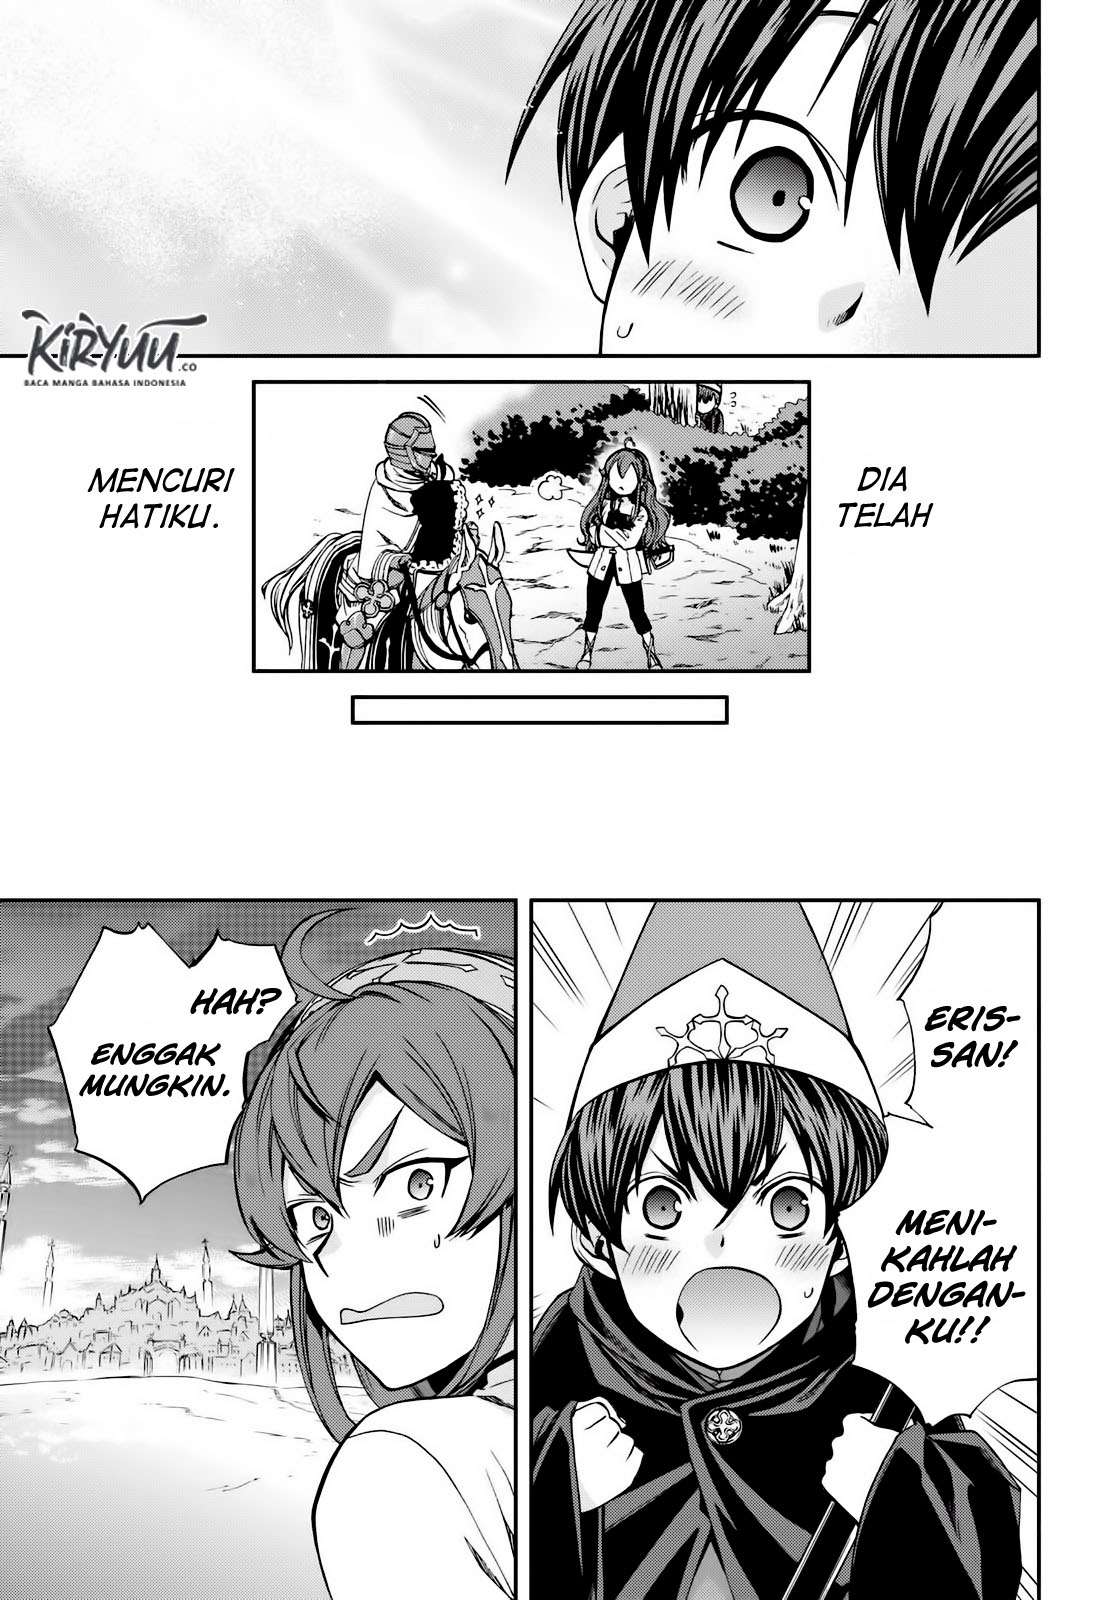 KIRYUU.CO
BACA MANGA BAHASA INDONESIA
DIA
TELAH
MENCURI
HATIKU.
ERIS-
SAN!
MENI-
KAHLAH
DENGAN-
KU!!
HAH?
ENGGAK
MUNGKIN.